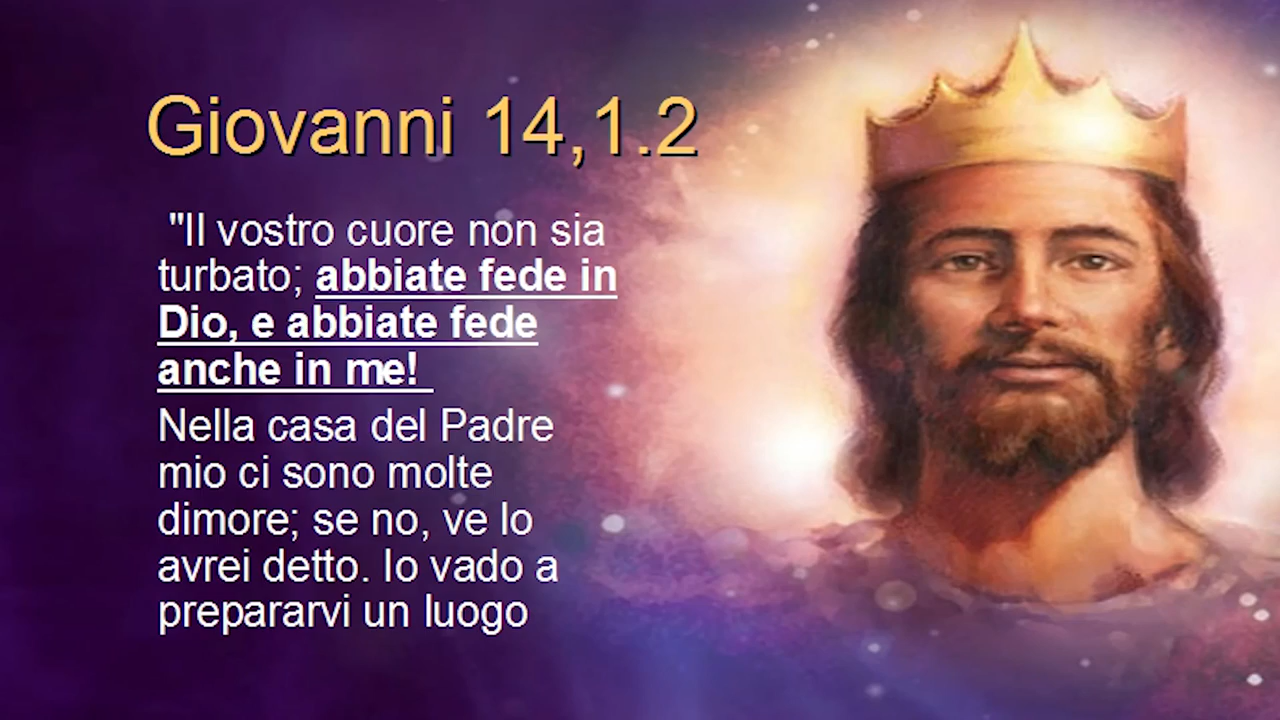 Giovanni 14,1.2
"Il vostro cuore non sia
turbato; abbiate fede in
Dio, e abbiate fede
anche in me!
Nella casa del Padre
mio ci sono molte
dimore; se no, ve lo
avrei detto. Io vado a
prepararvi un luogo